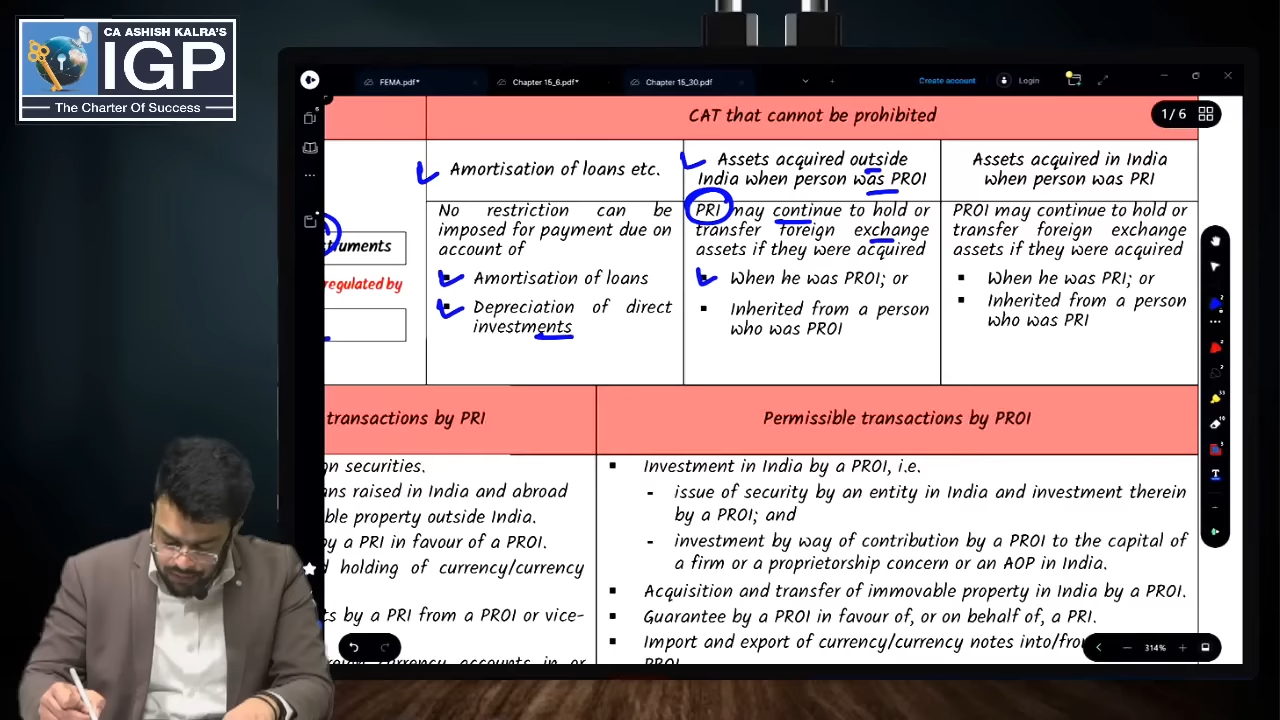 CA ASHISH KALRA'S
IGP
The Charter Of Success
FEMA.pdf*
Chapter 15_6.pdf*
Chapter 15_30.pdf
Create account
Login
CAT that cannot be prohibited
1 / 6
Amortisation of loans etc.
Assets acquired outside
India when person was PROI
Assets acquired in India
when person was PRI
No restriction can be
imposed for payment due on
account of
▪ Amortisation of loans
▪ Depreciation of direct
investments
PRI may continue to hold or
transfer foreign exchange
assets if they were acquired
▪ When he was PROI; or
▪ Inherited from a person
who was PROI
PROI may continue to hold or
transfer foreign exchange
assets if they were acquired
▪ When he was PRI; or
▪ Inherited from a person
who was PRI
struments
regulated by
transactions by PRI
Permissible transactions by PROI
gn securities.
ans raised in India and abroad
ble property outside India.
by a PRI in favour of a PROI.
d holding of currency/currency
ts by a PRI from a PROI or vice-
currency accounts in or
▪ Investment in India by a PROI, i.e.
- issue of security by an entity in India and investment therein
by a PROI; and
- investment by way of contribution by a PROI to the capital of
a firm or a proprietorship concern or an AOP in India.
▪ Acquisition and transfer of immovable property in India by a PROI.
▪ Guarantee by a PROI in favour of, or on behalf of, a PRI.
▪ Import and export of currency/currency notes into/from
PROI
314%